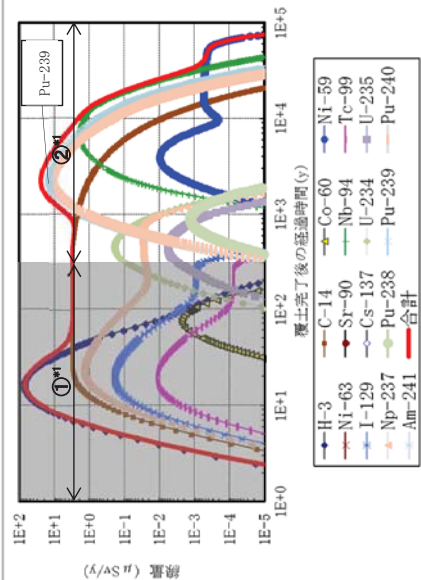 Pu-239
①*1
②*1
線量 (μSv/y)
1E+2
1E+1
1E+0
1E-1
1E-2
1E-3
1E-4
1E-5
1E+0
1E+1
1E+2
1E+3
1E+4
1E+5
覆土完了後の経過時間(y)
H-3
C-14
Co-60
Ni-59
Ni-63
Sr-90
Nb-94
Tc-99
I-129
Cs-137
U-234
U-235
Np-237
Pu-238
Pu-239
Pu-240
Am-241
合計